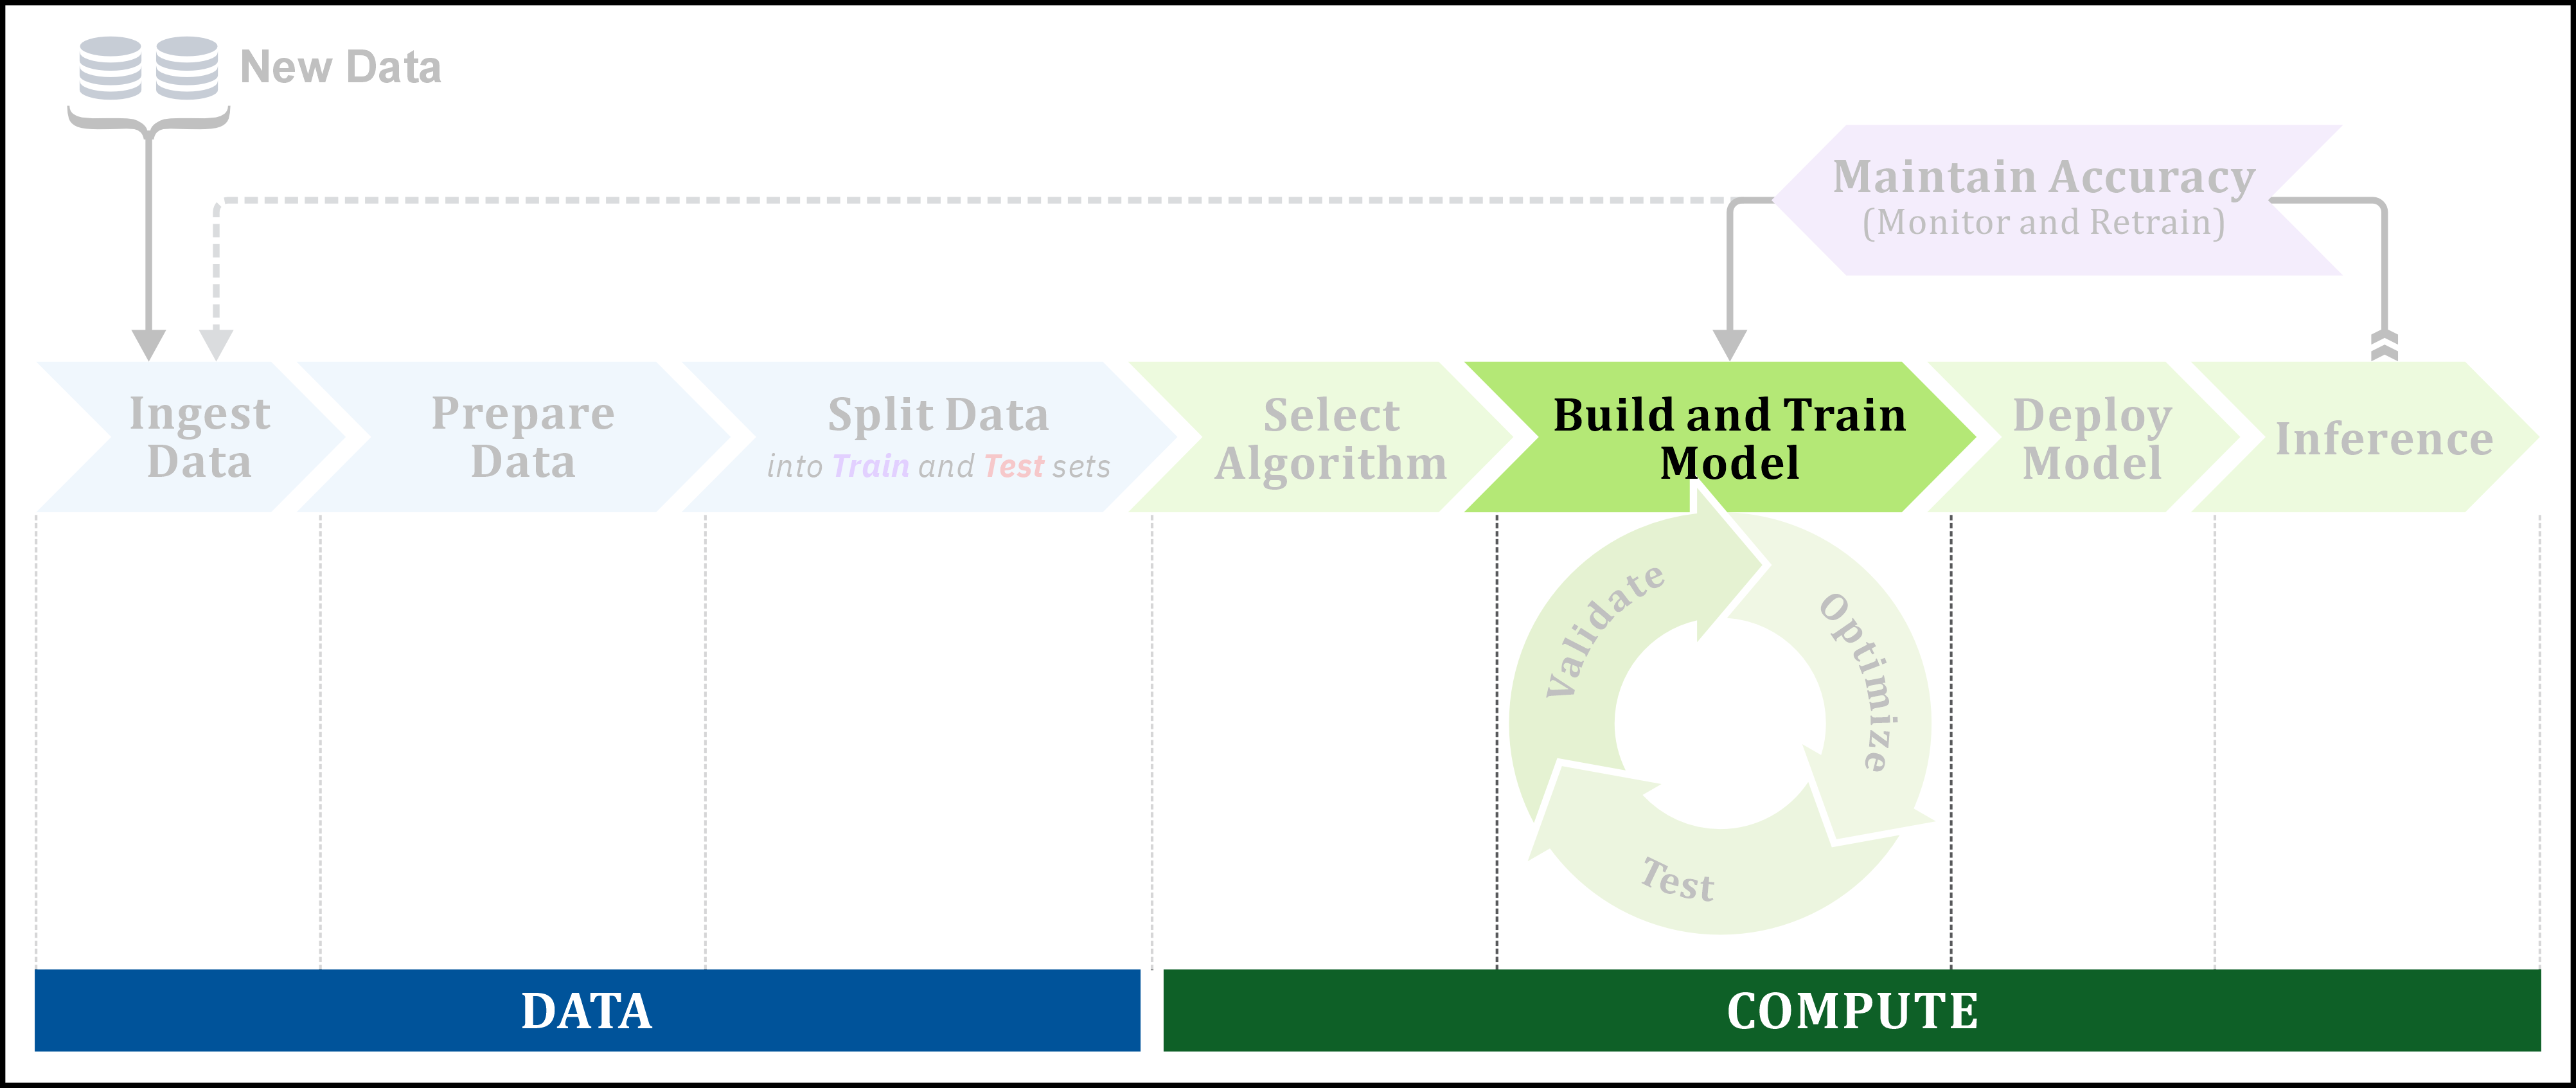 New Data
Maintain Accuracy
(Monitor and Retrain)
Ingest
Data
Prepare
Data
Split Data
into Train and Test sets
Select
Algorithm
Build and Train
Model
Deploy
Model
Inference
Validate
Optimize
Test
DATA
COMPUTE